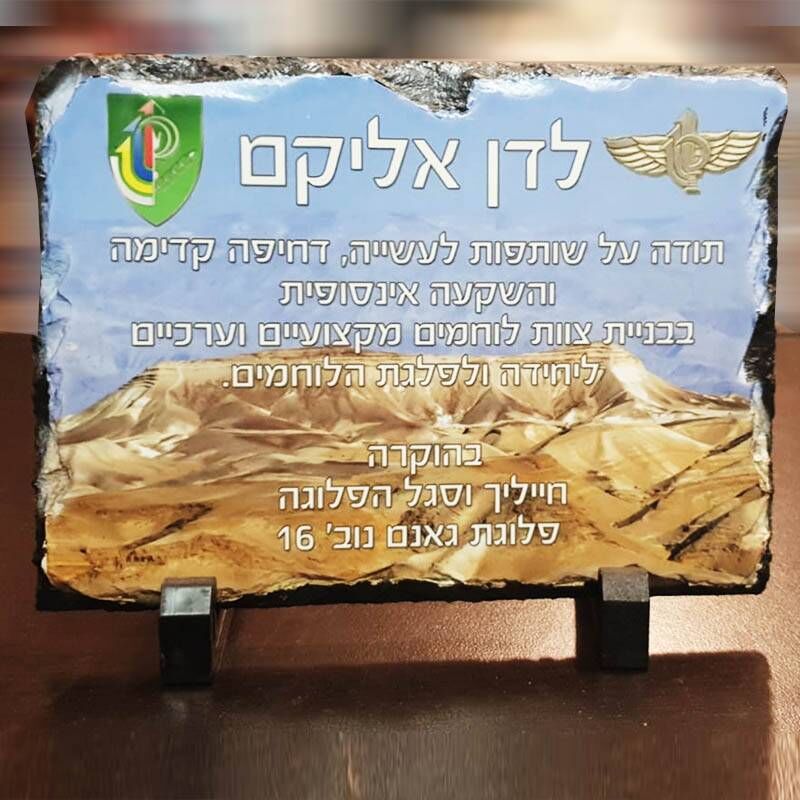 לדן אליקם
תודה על שותפות לעשייה, דחיפה קדימה
והשקעה אינסופית
בבניית צוות לוחמים מקצועיים וערכיים
ליחידה ולפלגת הלוחמים.
בהוקרה
חייליך וסגל הפלוגה
פלוגת גאנם נוב' 16